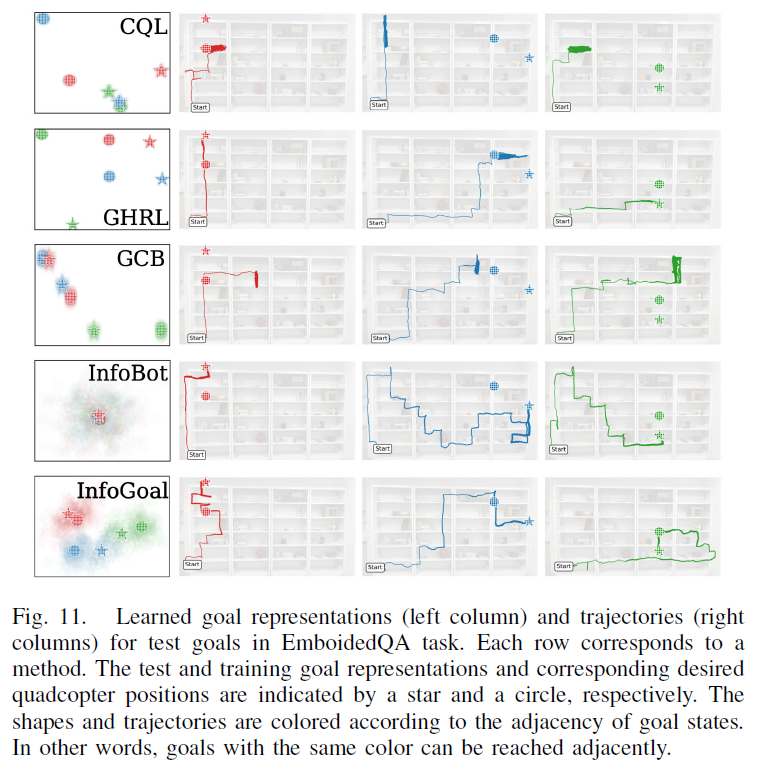 CQL
Start
Start
Start
GHRL
Start
Start
Start
GCB
Start
Start
Start
InfoBot
Start
Start
Start
InfoGoal
Start
Start
Start
Fig. 11. Learned goal representations (left column) and trajectories (right
columns) for test goals in EmboidedQA task. Each row corresponds to a
method. The test and training goal representations and corresponding desired
quadcopter positions are indicated by a star and a circle, respectively. The
shapes and trajectories are colored according to the adjacency of goal states.
In other words, goals with the same color can be reached adjacently.